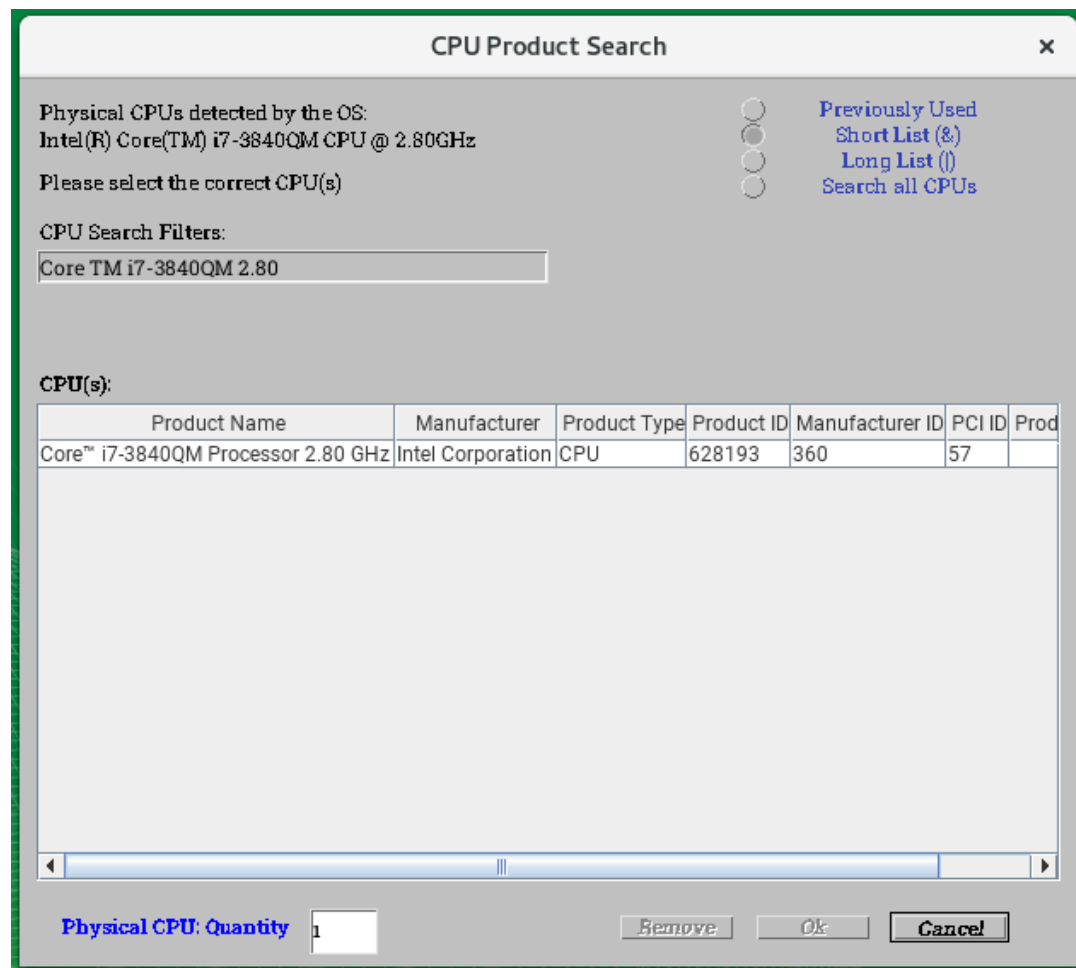 CPU Product Search
×
Physical CPUs detected by the OS:
Intel(R) Core(TM) i7-3840QM CPU @ 2.80GHz
Please select the correct CPU(s)
Previously Used
Short List (&)
Long List (|)
Search all CPUs
CPU Search Filters:
Core TM i7-3840QM 2.80
CPU(s):
Product Name Manufacturer Product Type Product ID Manufacturer ID PCI ID Prod
Core™ i7-3840QM Processor 2.80 GHz Intel Corporation CPU 628193 360 57
Physical CPU: Quantity 1 Remove Ok Cancel